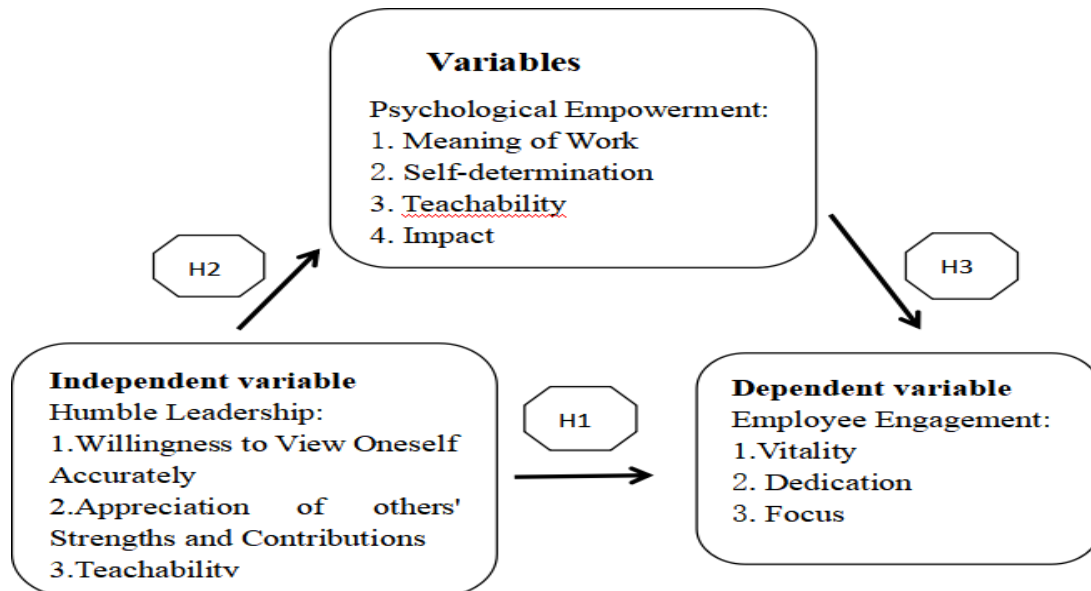 Variables
Psychological Empowerment:
1. Meaning of Work
2. Self-determination
3. Teachability
4. Impact
H2
H3
Independent variable
Humble Leadership:
1.Willingness to View Oneself
Accurately
2.Appreciation of others'
Strengths and Contributions
3.Teachability
H1
Dependent variable
Employee Engagement:
1.Vitality
2. Dedication
3. Focus